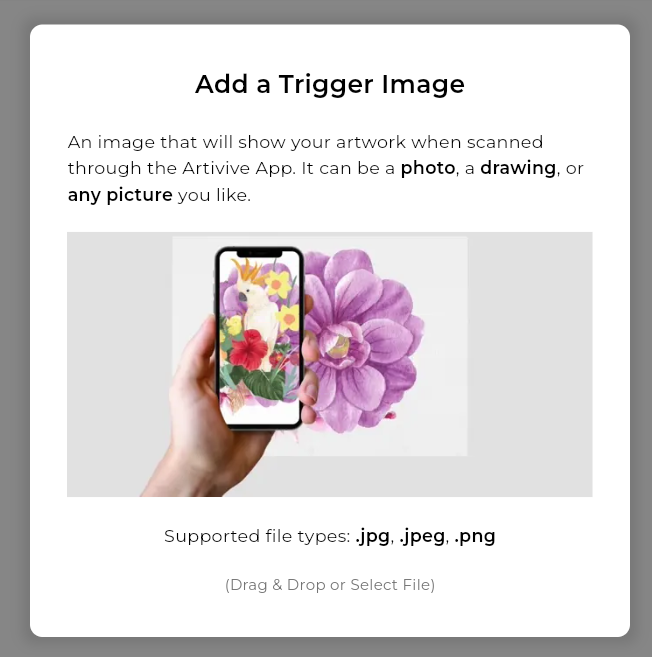 Add a Trigger Image
An image that will show your artwork when scanned
through the Artivive App. It can be a photo, a drawing, or
any picture you like.
Supported file types: .jpg, .jpeg, .png
(Drag & Drop or Select File)